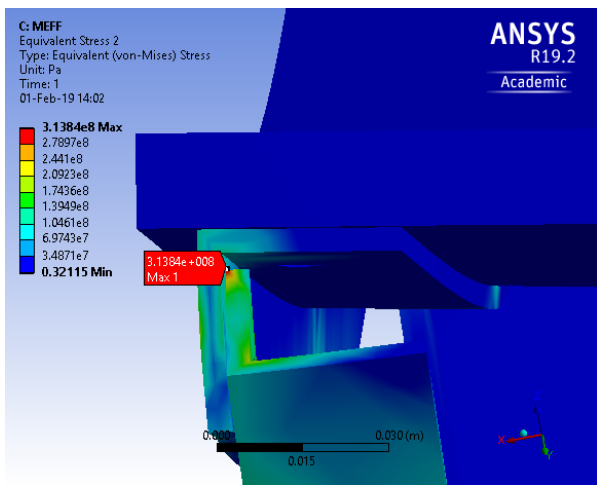 C: MEFF
Equivalent Stress 2
Type: Equivalent (von-Mises) Stress
Unit: Pa
Time: 1
01-Feb-19 14:02
3.1384e8 Max
2.7897e8
2.441e8
2.0923e8
1.7436e8
1.3949e8
1.0461e8
6.9743e7
3.4871e7
0.32115 Min
ANSYS
R19.2
Academic
3.1384e+008
Max 1
0.000
0.030 (m)
0.015
X
Y